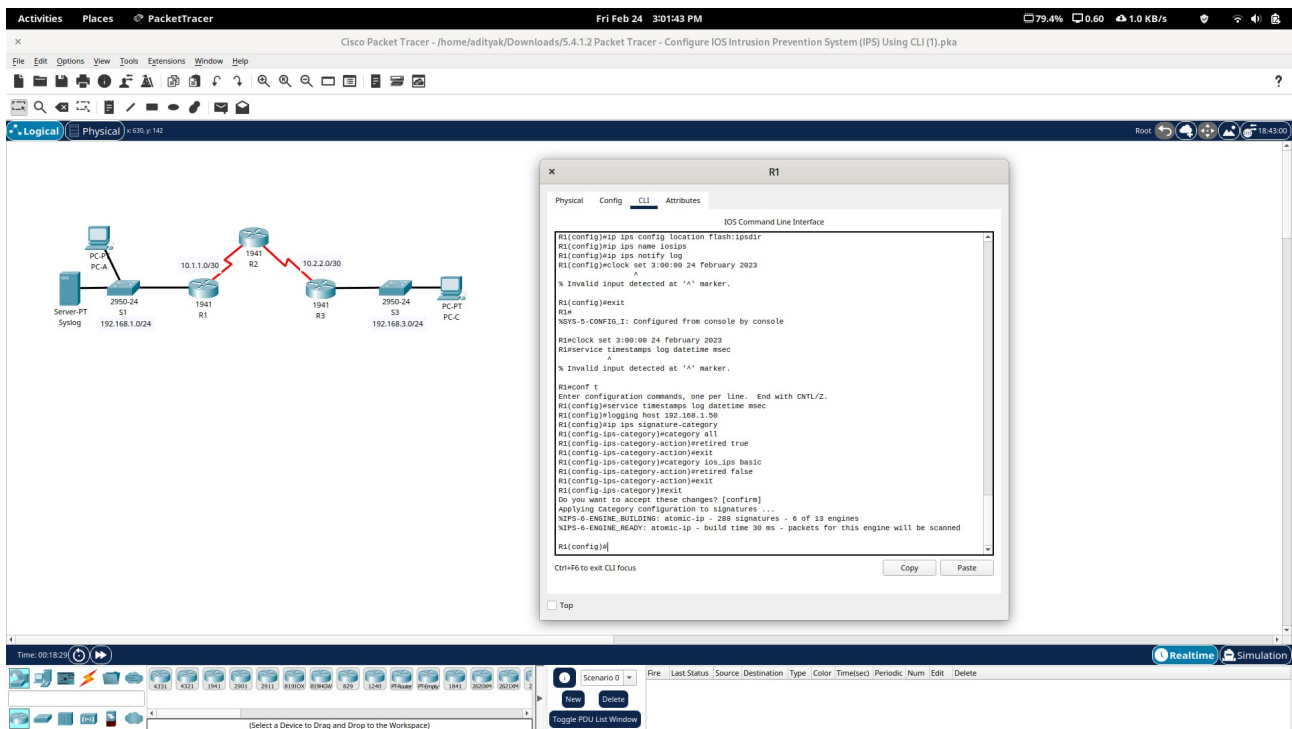 Activities Places PacketTracer Fri Feb 24 3:01:43 PM 79.4% 0.60 1.0 KB/s
Cisco Packet Tracer - /home/adityak/Downloads/5.4.1.2 Packet Tracer - Configure IOS Intrusion Prevention System (IPS) Using CLI (1).pka
File Edit Options View Tools Extensions Window Help
?
Logical Physical x: 630, y: 142 Root 18:43:00
R1
Physical Config CLI Attributes
IOS Command Line Interface
R1(config)#ip ips config location flash:ipsdir
R1(config)#ip ips name iosips
R1(config)#ip ips notify log
R1(config)#clock set 3:00:00 24 february 2023
^
% Invalid input detected at '^' marker.
R1(config)#exit
R1#
%SYS-5-CONFIG_I: Configured from console by console
R1#clock set 3:00:00 24 february 2023
R1#service timestamps log datetime msec
^
% Invalid input detected at '^' marker.
R1#conf t
Enter configuration commands, one per line. End with CNTL/Z.
R1(config)#service timestamps log datetime msec
R1(config)#logging host 192.168.1.50
R1(config)#ip ips signature-category
R1(config-ips-category)#category all
R1(config-ips-category-action)#retired true
R1(config-ips-category-action)#exit
R1(config-ips-category)#category ios_ips basic
R1(config-ips-category-action)#retired false
R1(config-ips-category-action)#exit
R1(config-ips-category)#exit
Do you want to accept these changes? [confirm]
Applying Category configuration to signatures ...
%IPS-6-ENGINE_BUILDING: atomic-ip - 288 signatures - 6 of 13 engines
%IPS-6-ENGINE_READY: atomic-ip - build time 30 ms - packets for this engine will be scanned
R1(config)#
Ctrl+F6 to exit CLI focus Copy Paste
Top
PC-PT
PC-A
Server-PT
Syslog
2950-24
S1
192.168.1.0/24
10.1.1.0/30
1941
R1
1941
R2
10.2.2.0/30
1941
R3
2950-24
S3
192.168.3.0/24
PC-PT
PC-C
Time: 00:18:29 Realtime Simulation
4331 4321 1941 2901 2911 819IOX 819HGW 829 1240 PT-Router PT-Empty 1841 2620XM 2621XM 2
Scenario 0 Fire Last Status Source Destination Type Color Time(sec) Periodic Num Edit Delete
New Delete
Toggle PDU List Window
(Select a Device to Drag and Drop to the Workspace)